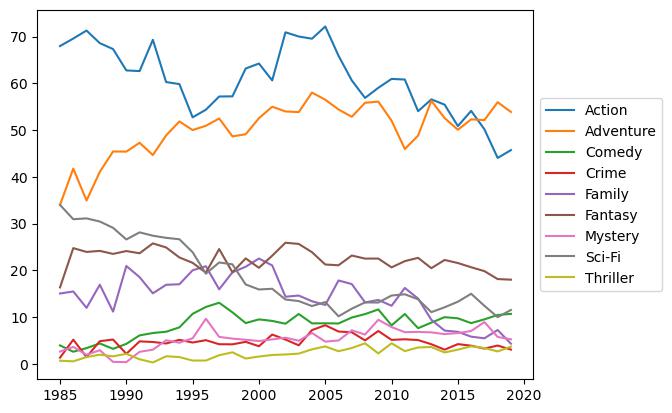 70
60
50
40
30
20
10
0
1985 1990 1995 2000 2005 2010 2015 2020
Action
Adventure
Comedy
Crime
Family
Fantasy
Mystery
Sci-Fi
Thriller